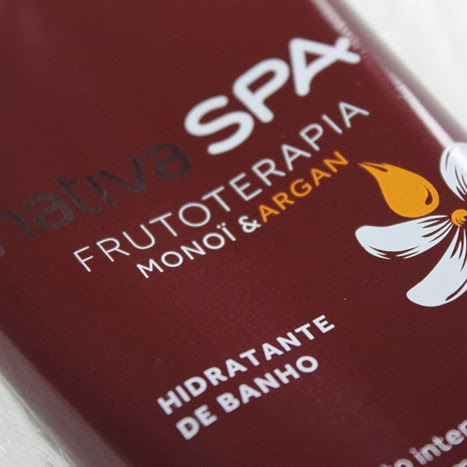 nativa SPA
FRUTOTERAPIA
MONOÏ & ARGAN
HIDRATANTE
DE BANHO